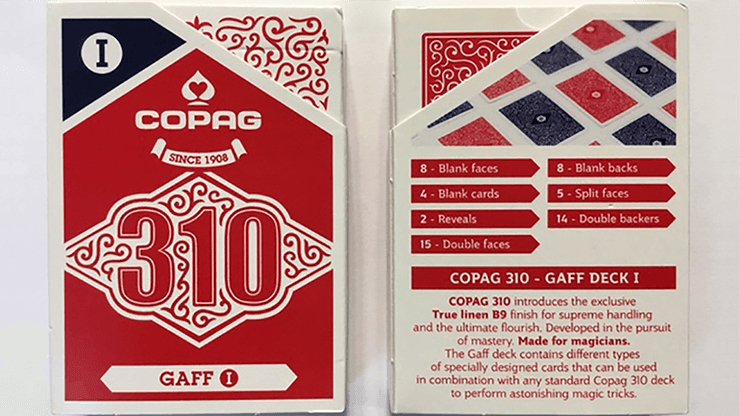 I
COPAG
SINCE 1908
310
GAFF I
8 - Blank faces
8 - Blank backs
4 - Blank cards
5 - Split faces
2 - Reveals
14 - Double backers
15 - Double faces
COPAG 310 - GAFF DECK I
COPAG 310 introduces the exclusive
True linen B9 finish for supreme handling
and the ultimate flourish. Developed in the pursuit
of mastery. Made for magicians.
The Gaff deck contains different types
of specially designed cards that can be used
in combination with any standard Copag 310 deck
to perform astonishing magic tricks.